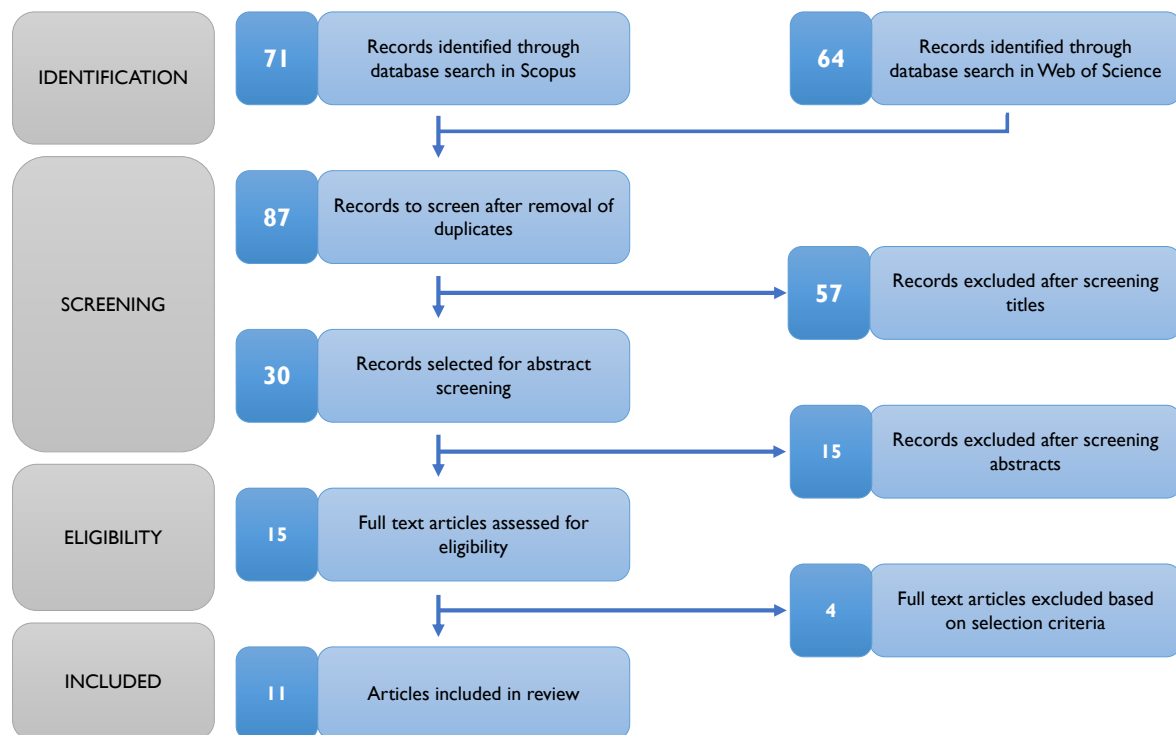 IDENTIFICATION
71
Records identified through
database search in Scopus
64
Records identified through
database search in Web of Science
SCREENING
87
Records to screen after removal of
duplicates
57
Records excluded after screening
titles
30
Records selected for abstract
screening
15
Records excluded after screening
abstracts
ELIGIBILITY
15
Full text articles assessed for
eligibility
4
Full text articles excluded based
on selection criteria
INCLUDED
11
Articles included in review